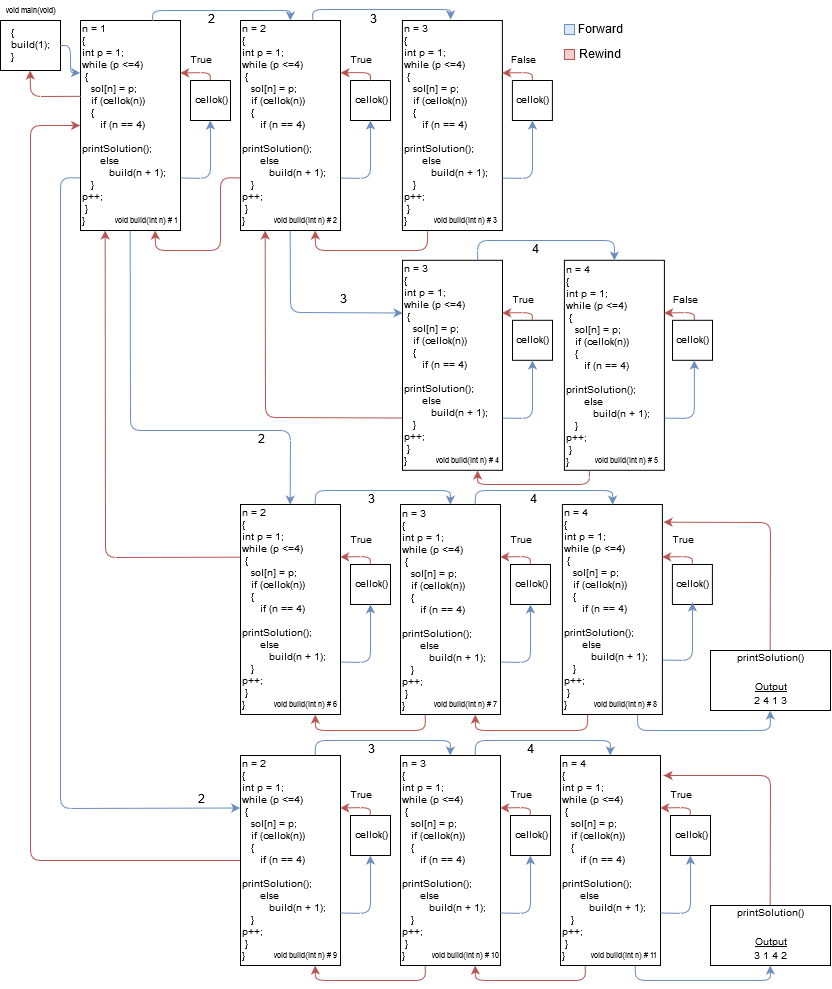 void main(void)
{
build(1);
}
2
3
Forward
Rewind
n = 1
{
int p = 1;
while (p <=4)
{
sol[n] = p;
if (cellok(n))
{
if (n == 4)
printSolution();
else
build(n + 1);
}
p++;
}
}
void build(int n) # 1
True
cellok()
n = 2
{
int p = 1;
while (p <=4)
{
sol[n] = p;
if (cellok(n))
{
if (n == 4)
printSolution();
else
build(n + 1);
}
p++;
}
}
void build(int n) # 2
True
cellok()
n = 3
{
int p = 1;
while (p <=4)
{
sol[n] = p;
if (cellok(n))
{
if (n == 4)
printSolution();
else
build(n + 1);
}
p++;
}
}
void build(int n) # 3
False
cellok()
3
4
n = 3
{
int p = 1;
while (p <=4)
{
sol[n] = p;
if (cellok(n))
{
if (n == 4)
printSolution();
else
build(n + 1);
}
p++;
}
}
void build(int n) # 4
True
cellok()
n = 4
{
int p = 1;
while (p <=4)
{
sol[n] = p;
if (cellok(n))
{
if (n == 4)
printSolution();
else
build(n + 1);
}
p++;
}
}
void build(int n) # 5
False
cellok()
2
3
4
n = 2
{
int p = 1;
while (p <=4)
{
sol[n] = p;
if (cellok(n))
{
if (n == 4)
printSolution();
else
build(n + 1);
}
p++;
}
}
void build(int n) # 6
True
cellok()
n = 3
{
int p = 1;
while (p <=4)
{
sol[n] = p;
if (cellok(n))
{
if (n == 4)
printSolution();
else
build(n + 1);
}
p++;
}
}
void build(int n) # 7
True
cellok()
n = 4
{
int p = 1;
while (p <=4)
{
sol[n] = p;
if (cellok(n))
{
if (n == 4)
printSolution();
else
build(n + 1);
}
p++;
}
}
void build(int n) # 8
True
cellok()
printSolution()
Output
2 4 1 3
2
3
4
n = 2
{
int p = 1;
while (p <=4)
{
sol[n] = p;
if (cellok(n))
{
if (n == 4)
printSolution();
else
build(n + 1);
}
p++;
}
}
void build(int n) # 9
True
cellok()
n = 3
{
int p = 1;
while (p <=4)
{
sol[n] = p;
if (cellok(n))
{
if (n == 4)
printSolution();
else
build(n + 1);
}
p++;
}
}
void build(int n) # 10
True
cellok()
n = 4
{
int p = 1;
while (p <=4)
{
sol[n] = p;
if (cellok(n))
{
if (n == 4)
printSolution();
else
build(n + 1);
}
p++;
}
}
void build(int n) # 11
True
cellok()
printSolution()
Output
3 1 4 2